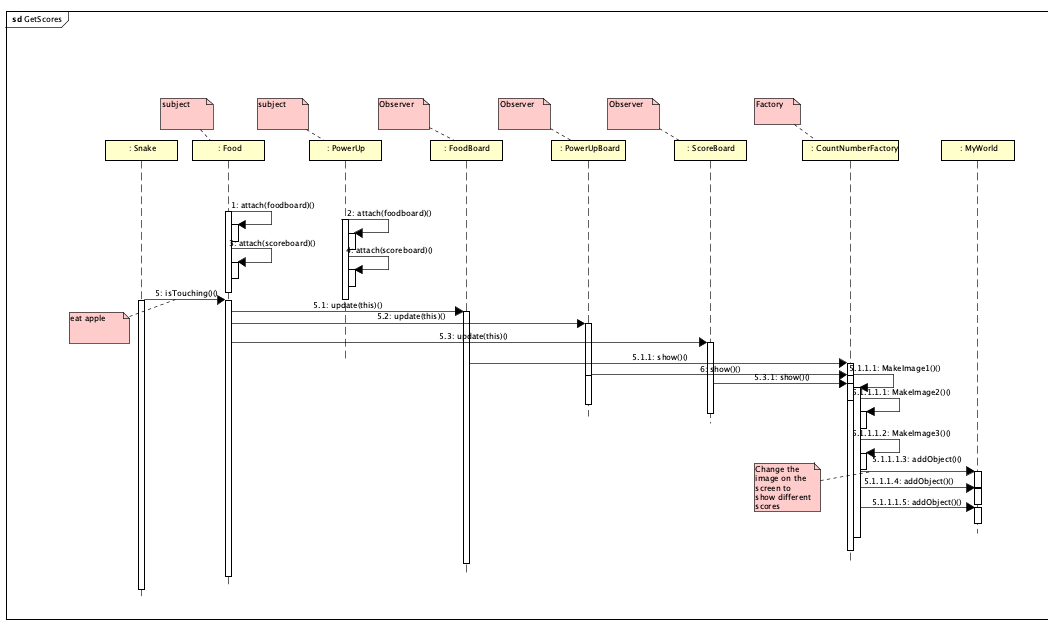 sd GetScores
subject
subject
Observer
Observer
Observer
Factory
: Snake
: Food
: PowerUp
: FoodBoard
: PowerUpBoard
: ScoreBoard
: CountNumberFactory
: MyWorld
1: attach(foodboard)()
2: attach(foodboard)()
3: attach(scoreboard)()
4: attach(scoreboard)()
5: isTouching()()
eat apple
5.1: update(this)()
5.2: update(this)()
5.3: update(this)()
5.1.1: show()()
6: show()()
5.3.1: show()()
5.1.1.1: MakeImage1()()
5.1.1.1.1: MakeImage2()()
5.1.1.1.2: MakeImage3()()
5.1.1.1.3: addObject()()
5.1.1.1.4: addObject()()
5.1.1.1.5: addObject()()
Change the
image on the
screen to
show different
scores